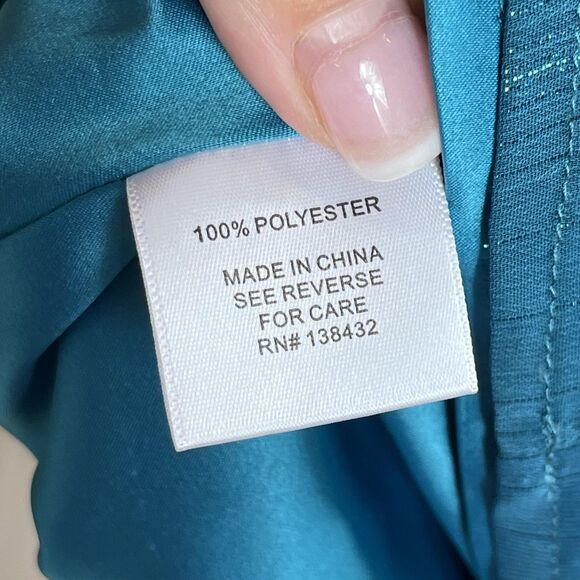 100% POLYESTER
MADE IN CHINA
SEE REVERSE
FOR CARE
RN# 138432